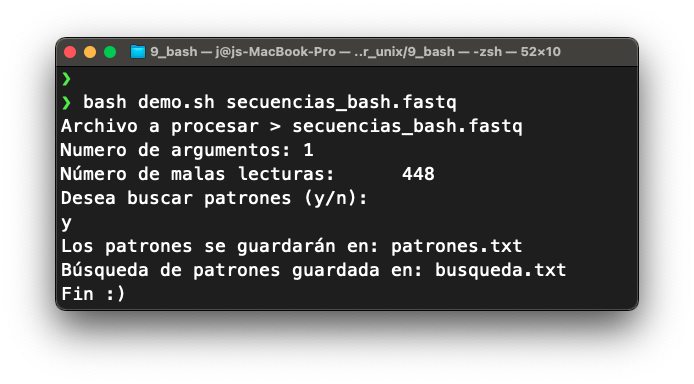 9_bash — j@js-MacBook-Pro — ..r_unix/9_bash — -zsh — 52×10
❯
❯ bash demo.sh secuencias_bash.fastq
Archivo a procesar > secuencias_bash.fastq
Numero de argumentos: 1
Número de malas lecturas:      448
Desea buscar patrones (y/n):
y
Los patrones se guardarán en: patrones.txt
Búsqueda de patrones guardada en: busqueda.txt
Fin :)